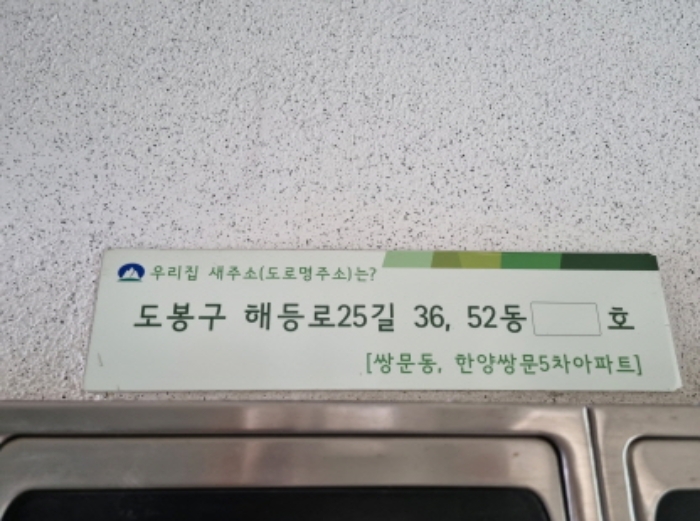 우리집 새주소(도로명주소)는?
도봉구 해등로25길 36, 52동 호
[쌍문동, 한양쌍문5차아파트]